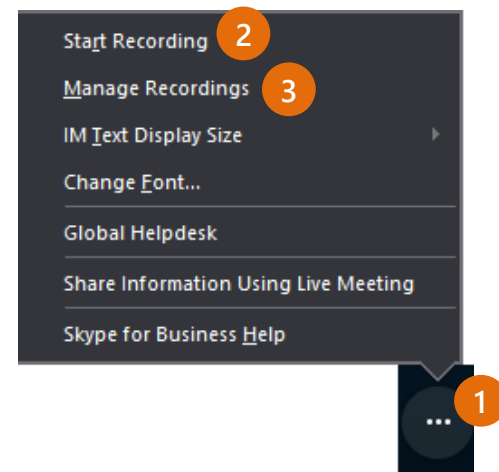 Start Recording 2
Manage Recordings 3
IM Text Display Size
Change Font...
Global Helpdesk
Share Information Using Live Meeting
Skype for Business Help
1
...